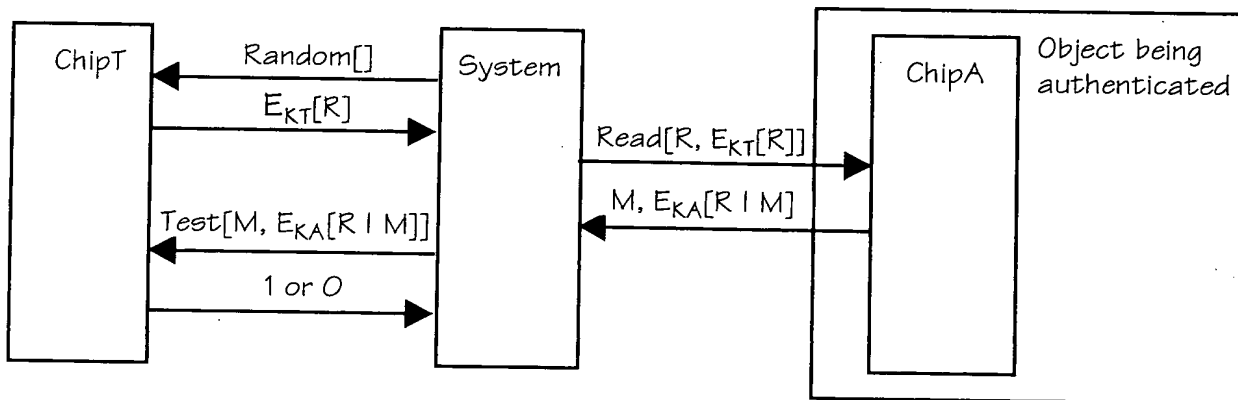 ChipT
Random[]
E_KT[R]
Test[M, E_KA[R | M]]
1 or 0
System
Read[R, E_KT[R]]
M, E_KA[R | M]
ChipA
Object being
authenticated